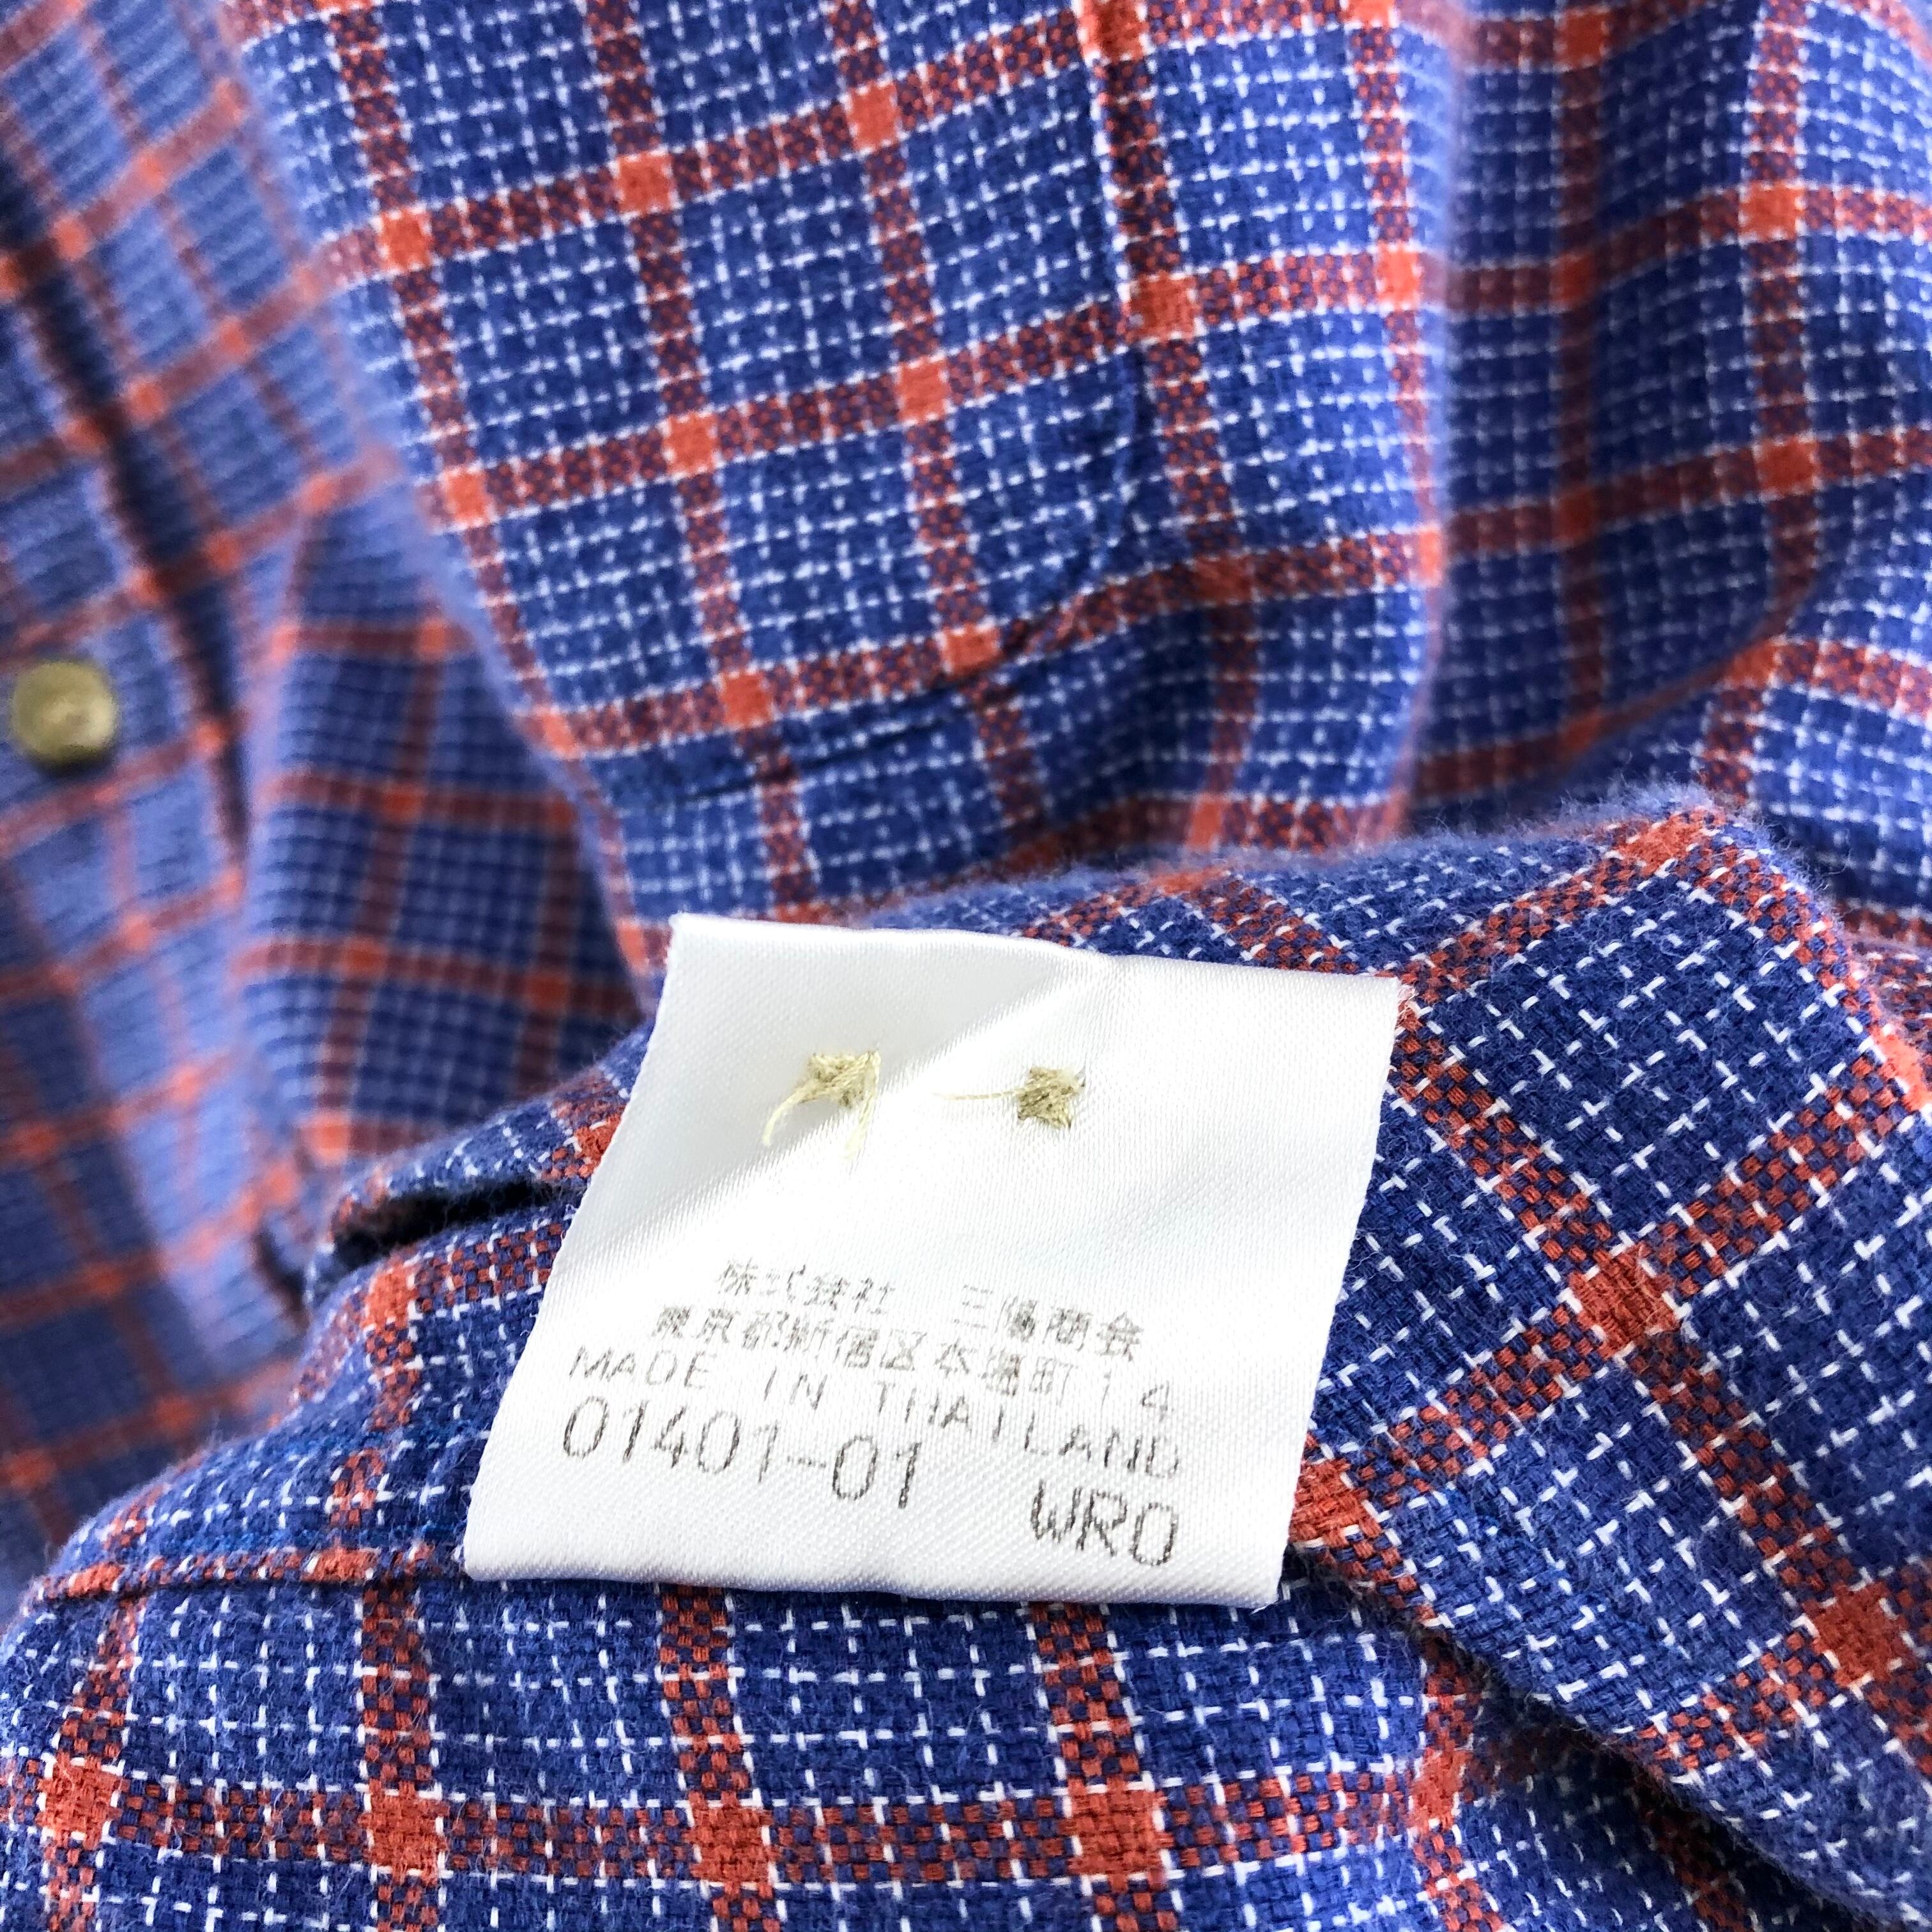 株式会社　三陽商会
東京都新宿区本塩町14
MADE IN THAILAND
01401-01 WRO